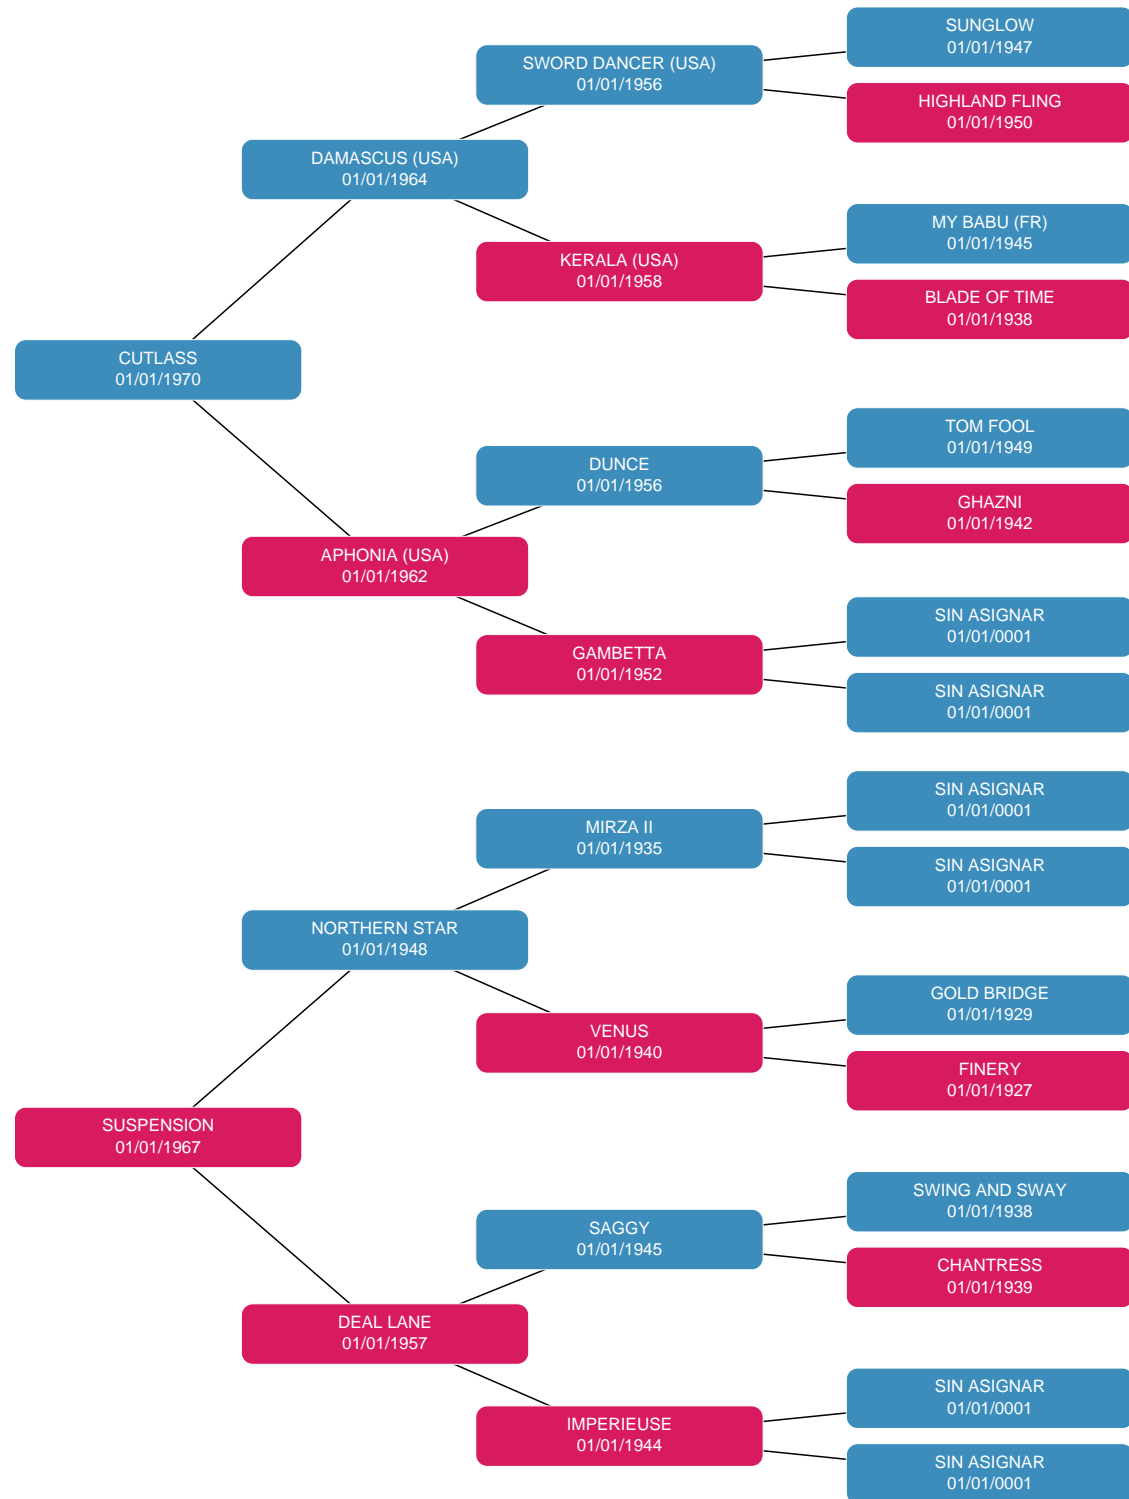 SUNGLOW
01/01/1947
SWORD DANCER (USA)
01/01/1956
HIGHLAND FLING
01/01/1950
DAMASCUS (USA)
01/01/1964
MY BABU (FR)
01/01/1945
KERALA (USA)
01/01/1958
BLADE OF TIME
01/01/1938
CUTLASS
01/01/1970
TOM FOOL
01/01/1949
DUNCE
01/01/1956
GHAZNI
01/01/1942
APHONIA (USA)
01/01/1962
SIN ASIGNAR
01/01/0001
GAMBETTA
01/01/1952
SIN ASIGNAR
01/01/0001
SIN ASIGNAR
01/01/0001
MIRZA II
01/01/1935
SIN ASIGNAR
01/01/0001
NORTHERN STAR
01/01/1948
GOLD BRIDGE
01/01/1929
VENUS
01/01/1940
FINERY
01/01/1927
SUSPENSION
01/01/1967
SWING AND SWAY
01/01/1938
SAGGY
01/01/1945
CHANTRESS
01/01/1939
DEAL LANE
01/01/1957
SIN ASIGNAR
01/01/0001
IMPERIEUSE
01/01/1944
SIN ASIGNAR
01/01/0001